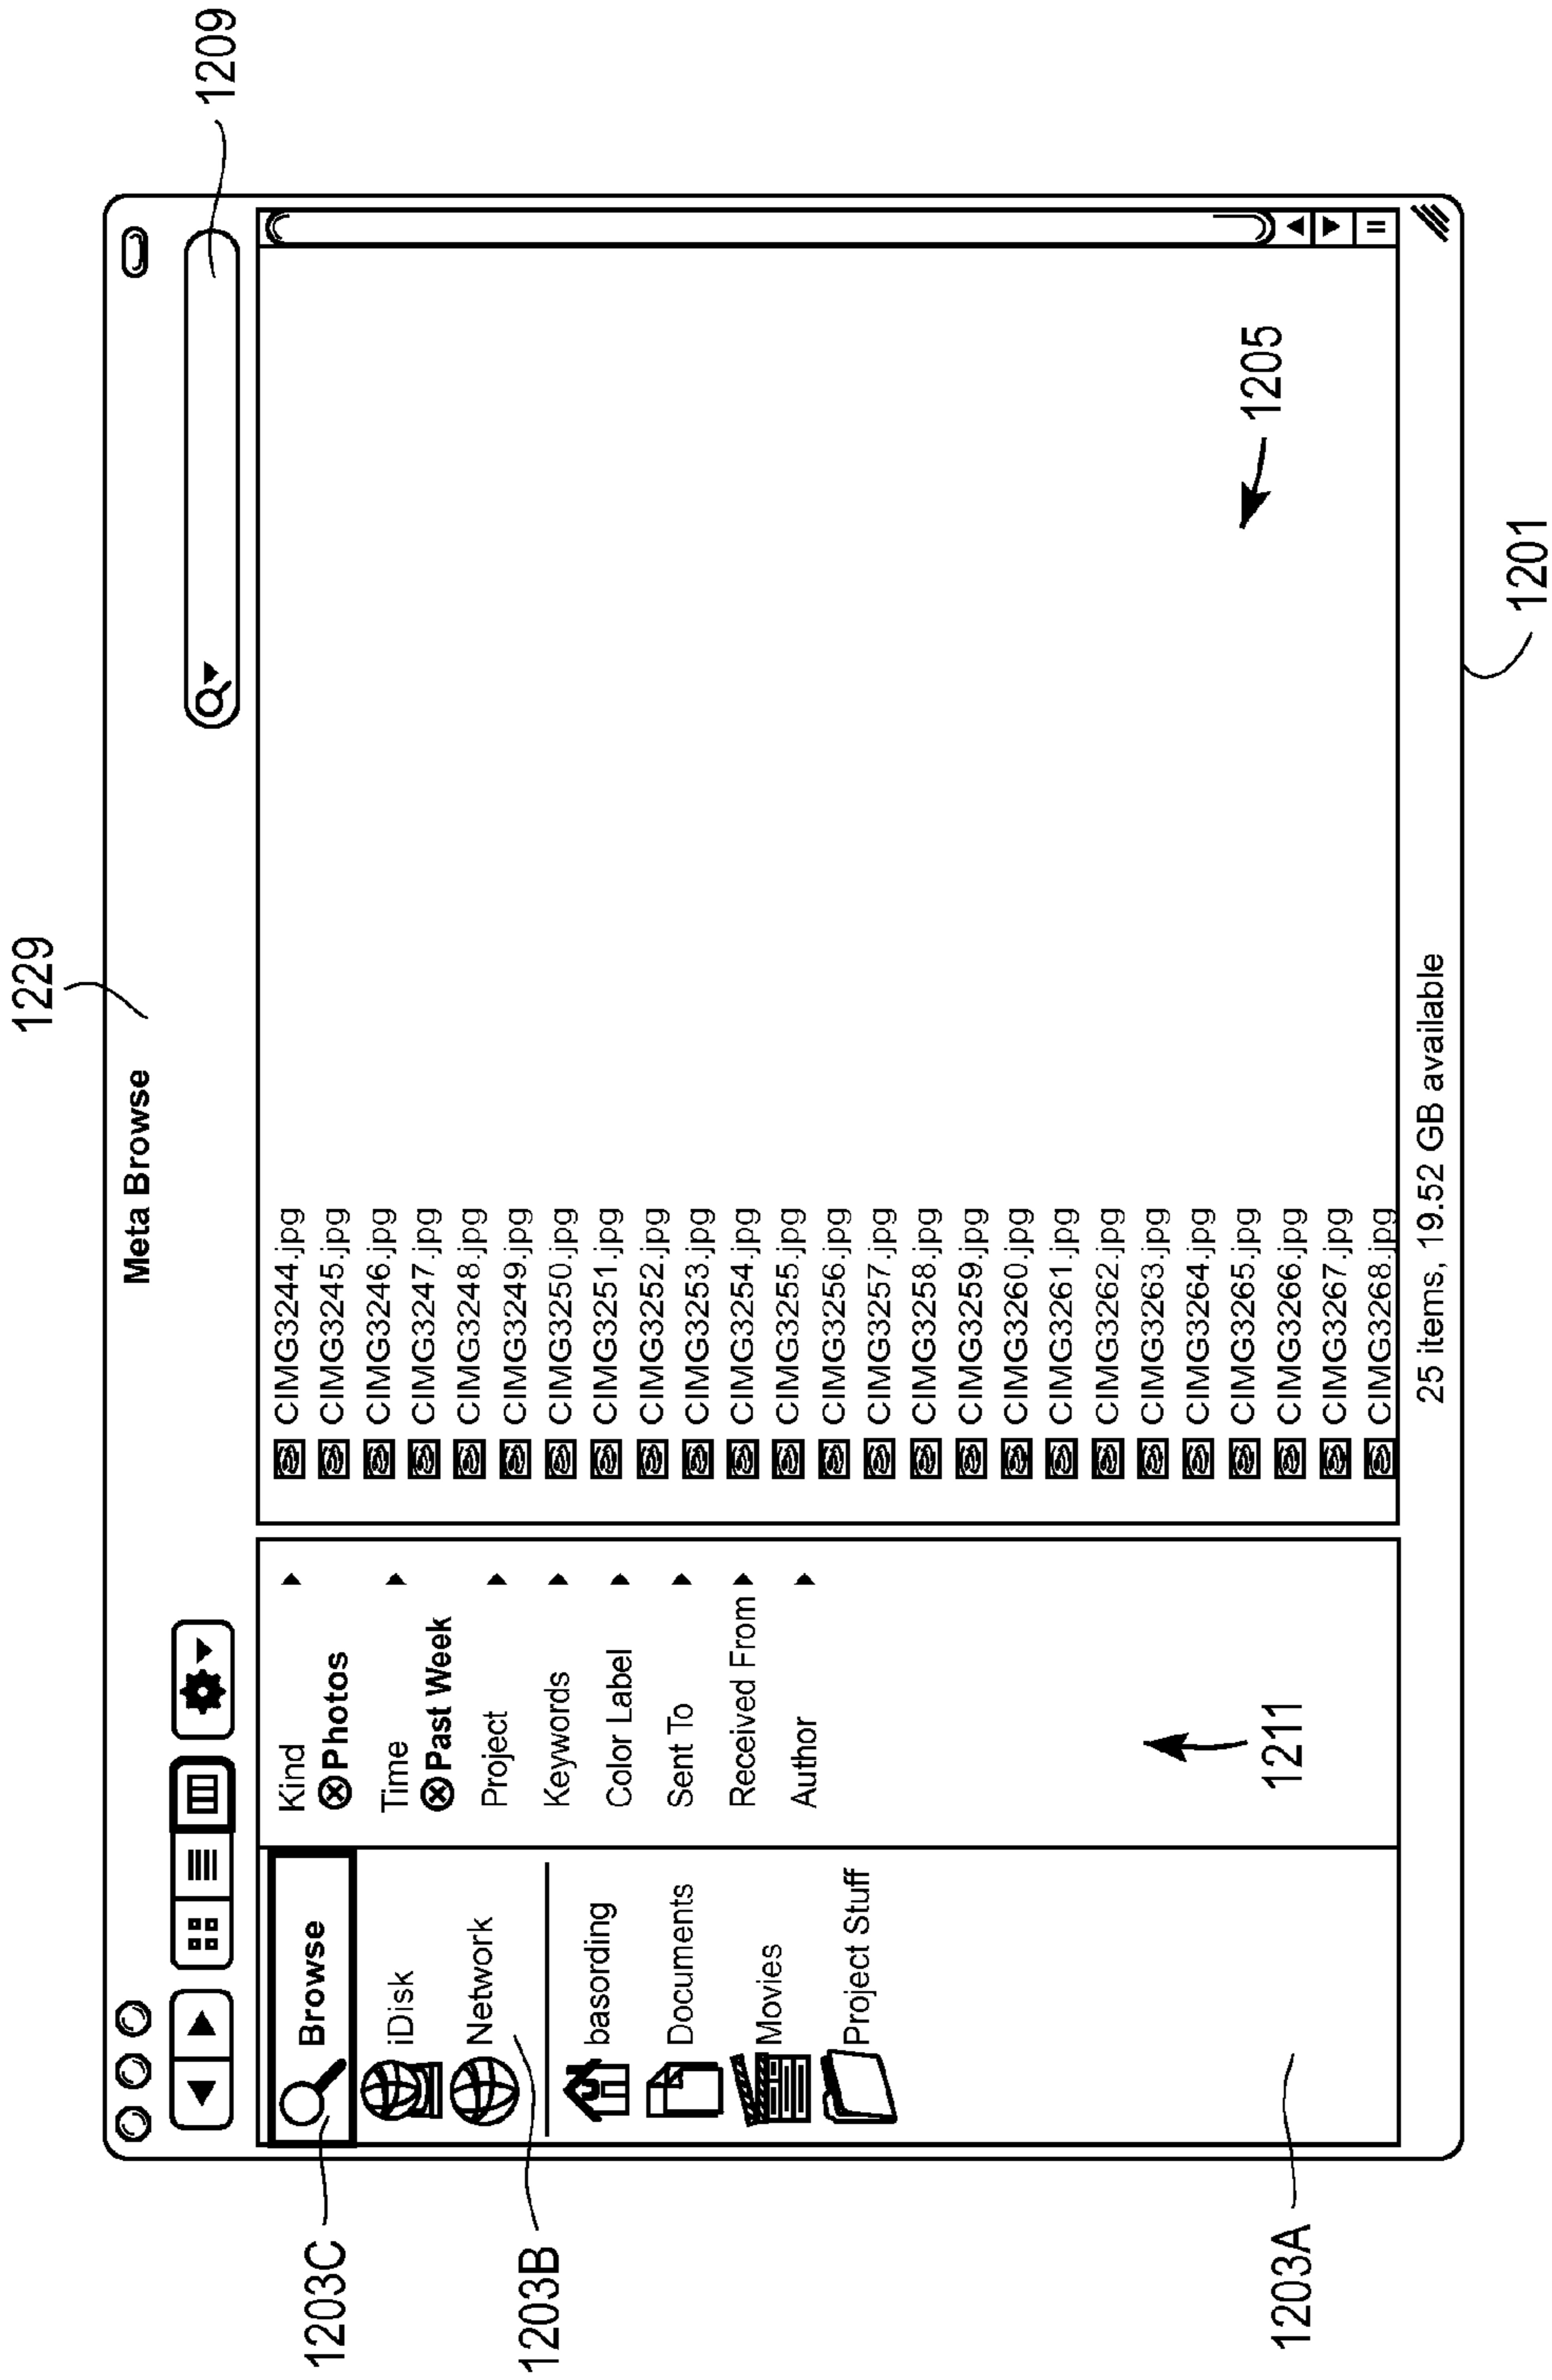 1229
1209
Meta Browse
1203C
Browse
iDisk
Network
1203B
basording
Documents
Movies
Project Stuff
1203A
Kind
Photos
Time
Past Week
Project
Keywords
Color Label
Sent To
Received From
Author
1211
CIMG3244.jpg
CIMG3245.jpg
CIMG3246.jpg
CIMG3247.jpg
CIMG3248.jpg
CIMG3249.jpg
CIMG3250.jpg
CIMG3251.jpg
CIMG3252.jpg
CIMG3253.jpg
CIMG3254.jpg
CIMG3255.jpg
CIMG3256.jpg
CIMG3257.jpg
CIMG3258.jpg
CIMG3259.jpg
CIMG3260.jpg
CIMG3261.jpg
CIMG3262.jpg
CIMG3263.jpg
CIMG3264.jpg
CIMG3265.jpg
CIMG3266.jpg
CIMG3267.jpg
CIMG3268.jpg
1205
25 items, 19.52 GB available
1201